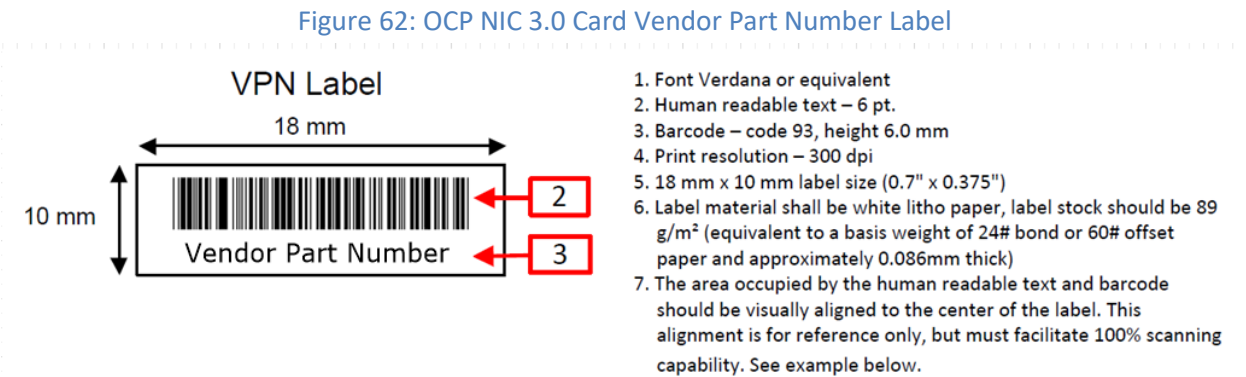 Figure 62: OCP NIC 3.0 Card Vendor Part Number Label
VPN Label
18 mm
10 mm
2
Vendor Part Number
3
1. Font Verdana or equivalent
2. Human readable text – 6 pt.
3. Barcode – code 93, height 6.0 mm
4. Print resolution – 300 dpi
5. 18 mm x 10 mm label size (0.7" x 0.375")
6. Label material shall be white litho paper, label stock should be 89
g/m² (equivalent to a basis weight of 24# bond or 60# offset
paper and approximately 0.086mm thick)
7. The area occupied by the human readable text and barcode
should be visually aligned to the center of the label. This
alignment is for reference only, but must facilitate 100% scanning
capability. See example below.